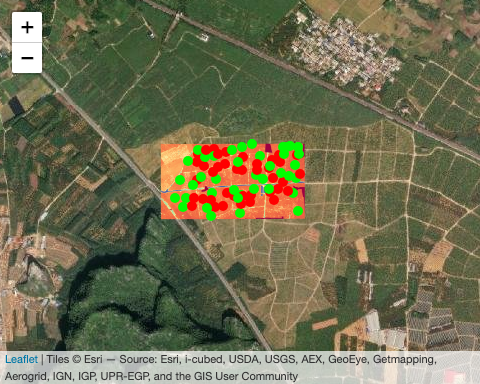 +
−
Leaflet | Tiles © Esri — Source: Esri, i-cubed, USDA, USGS, AEX, GeoEye, Getmapping,
Aerogrid, IGN, IGP, UPR-EGP, and the GIS User Community